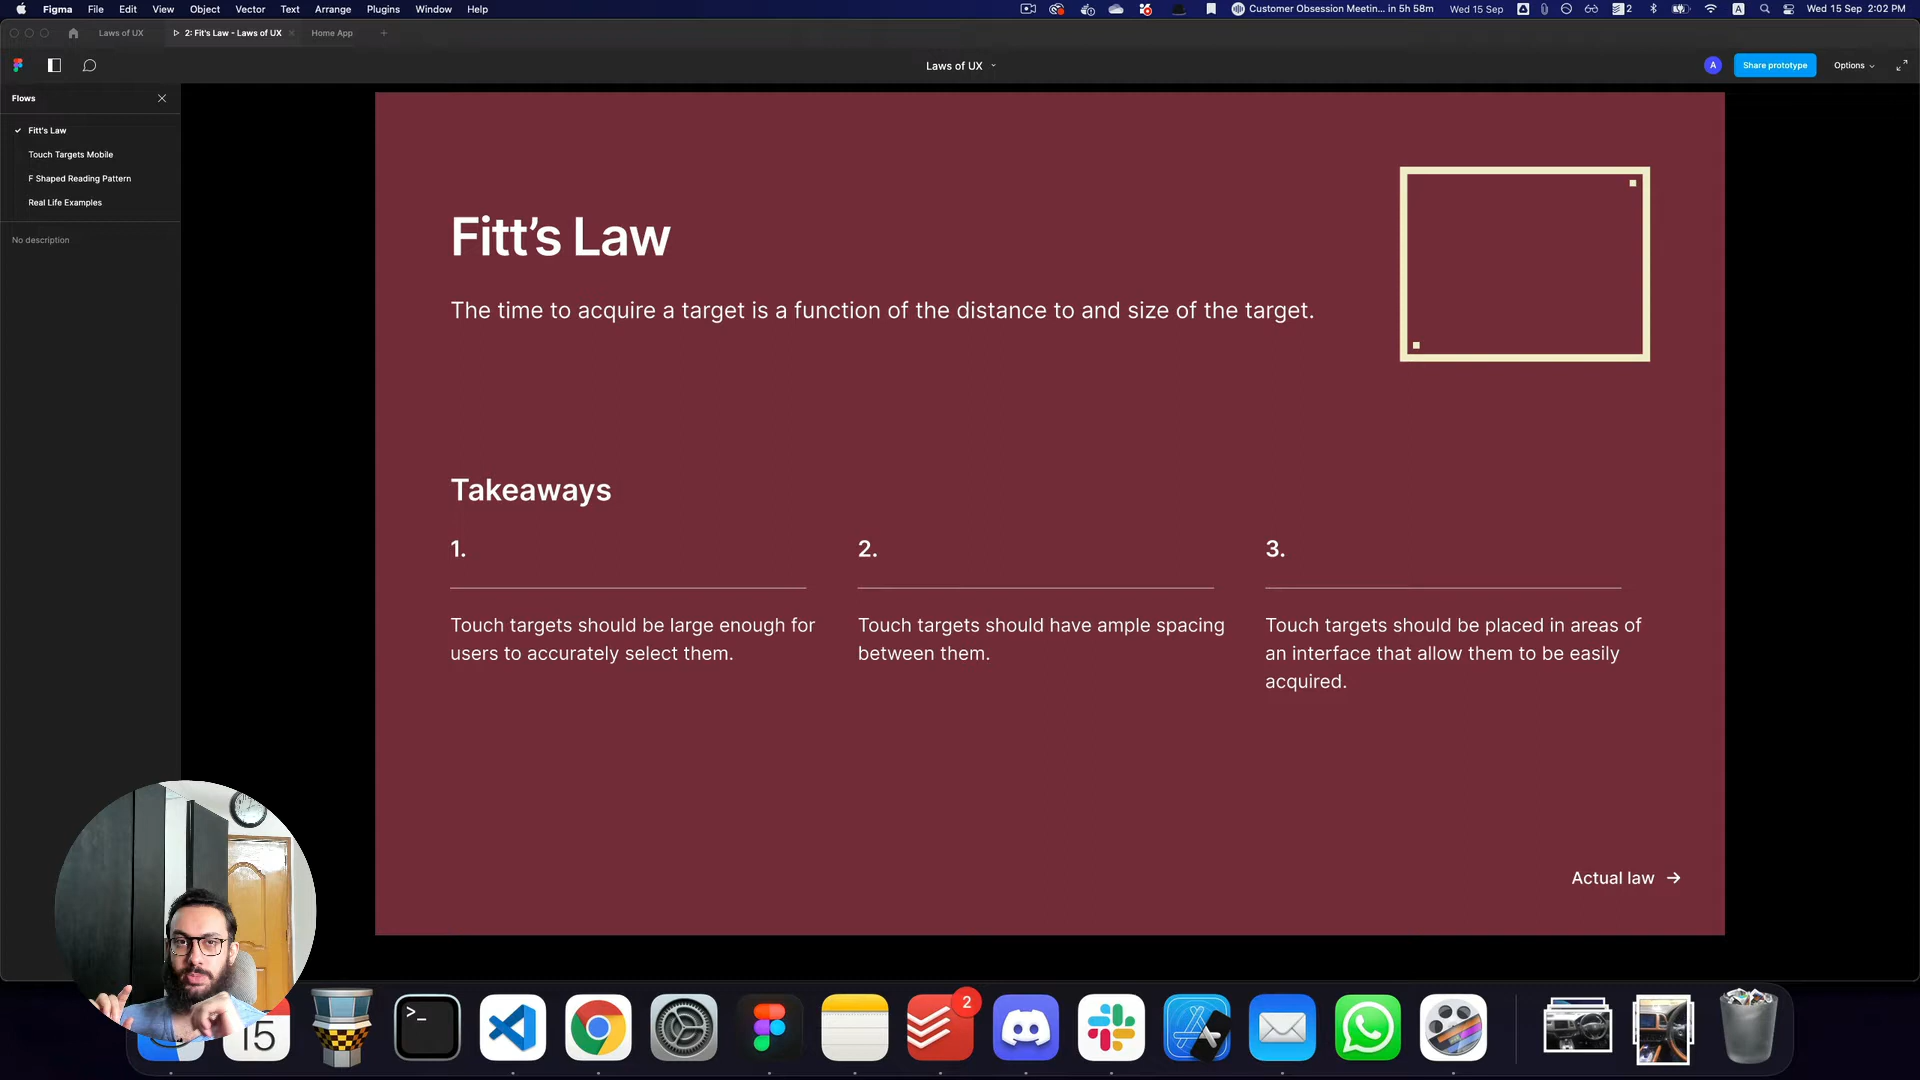 Figma File Edit View Object Vector Text Arrange Plugins Window Help
Customer Obsession Meetin... in 5h 58m
Wed 15 Sep
2
A
Wed 15 Sep 2:02 PM
Laws of UX
2: Fit's Law - Laws of UX
Home App
Laws of UX
A
Share prototype
Options
Flows
Fitt's Law
Touch Targets Mobile
F Shaped Reading Pattern
Real Life Examples
No description
Fitt’s Law
The time to acquire a target is a function of the distance to and size of the target.
Takeaways
1.
Touch targets should be large enough for
users to accurately select them.
2.
Touch targets should have ample spacing
between them.
3.
Touch targets should be placed in areas of
an interface that allow them to be easily
acquired.
Actual law →
15
>_
2